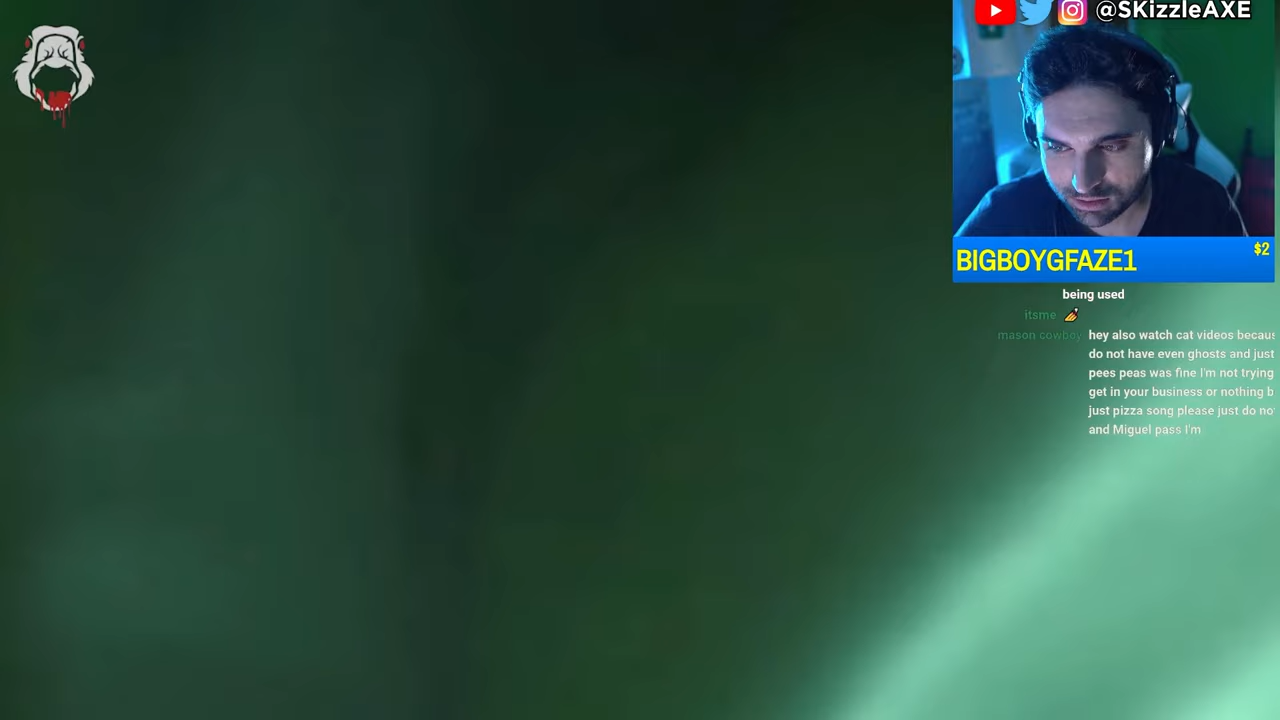 @SKizzleAXE
BIGBOYGFAZE1
$2
being used
itsme
mason cowboy hey also watch cat videos becaus
do not have even ghosts and just
pees peas was fine I'm not trying
get in your business or nothing b
just pizza song please just do no
and Miguel pass I'm